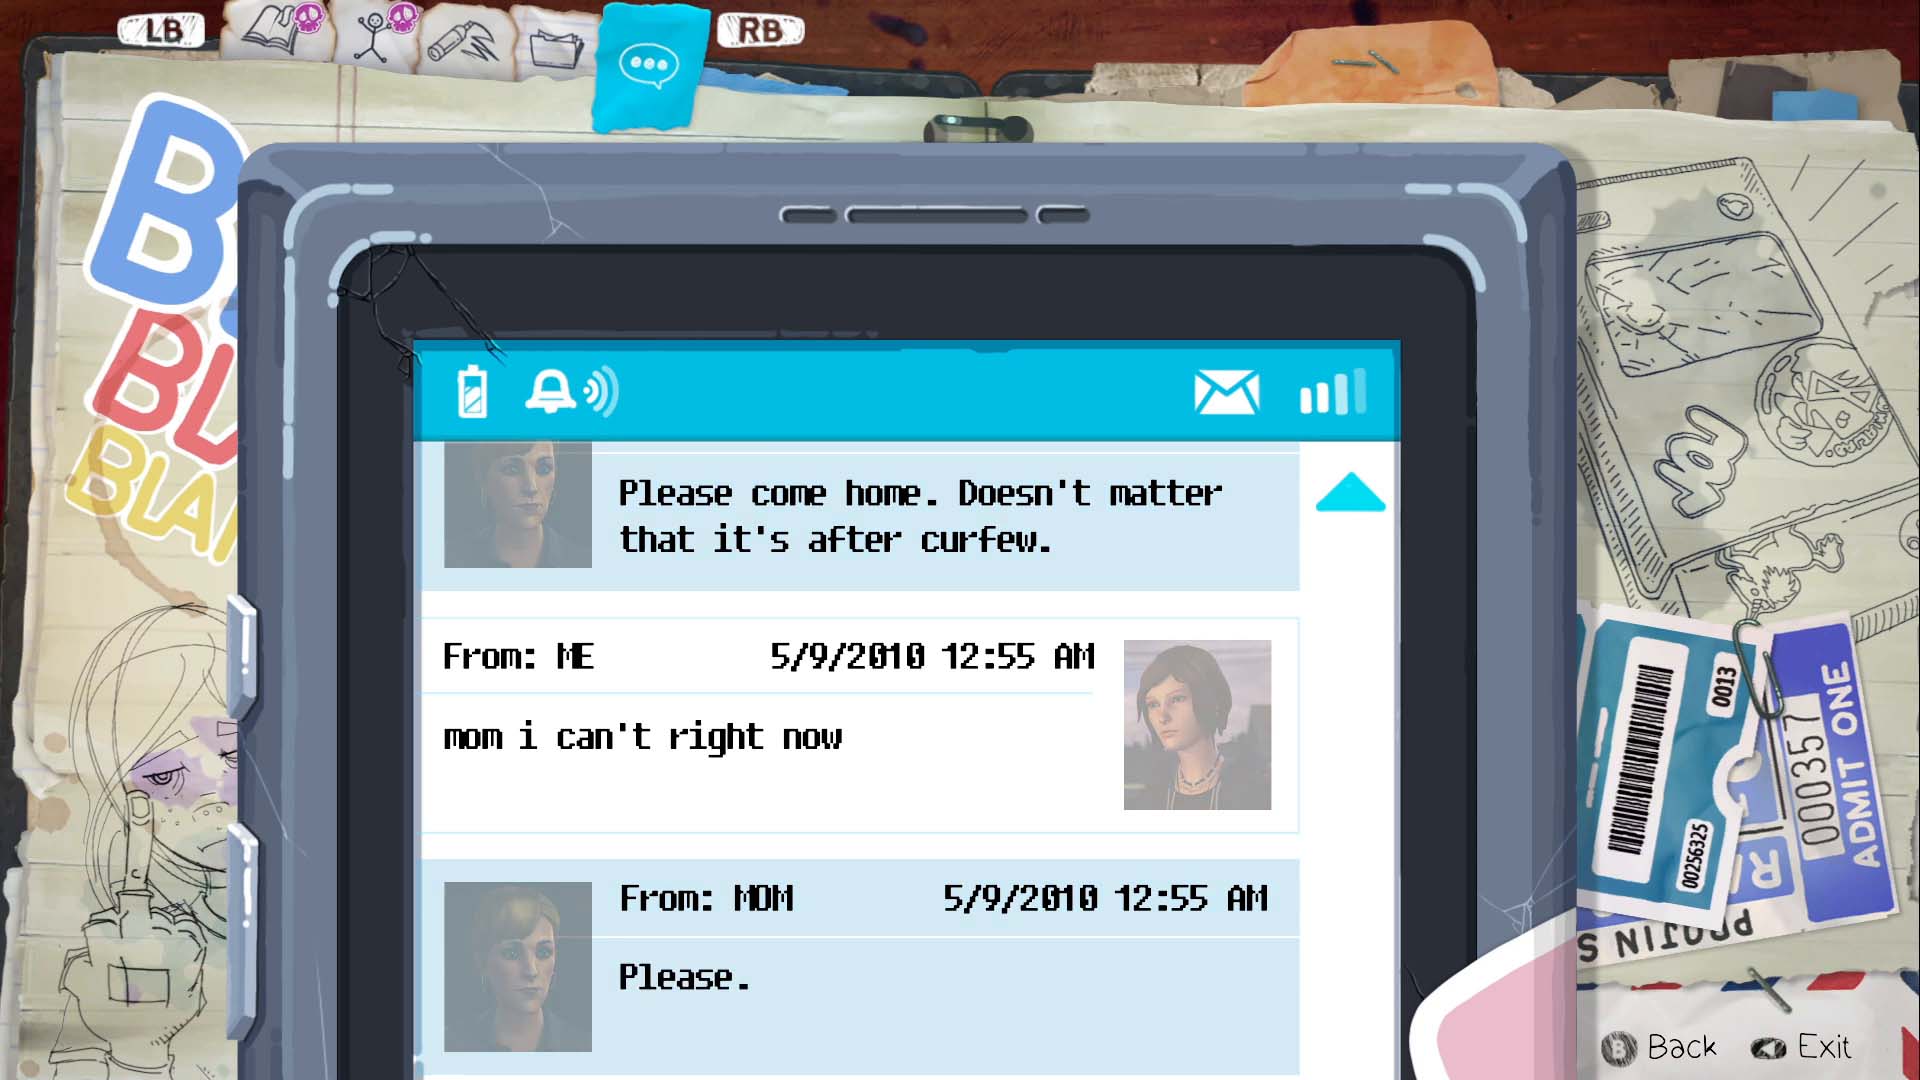 LB
RB
Please come home. Doesn't matter
that it's after curfew.
From: ME 5/9/2010 12:55 AM
mom i can't right now
From: MOM 5/9/2010 12:55 AM
Please.
0013
00256325
000357
ADMIT ONE
B Back
Exit